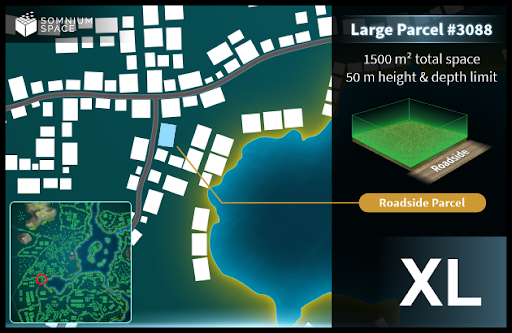 SOMNIUM
SPACE
Large Parcel #3088
1500 m² total space
50 m height & depth limit
Roadside
Roadside Parcel
XL